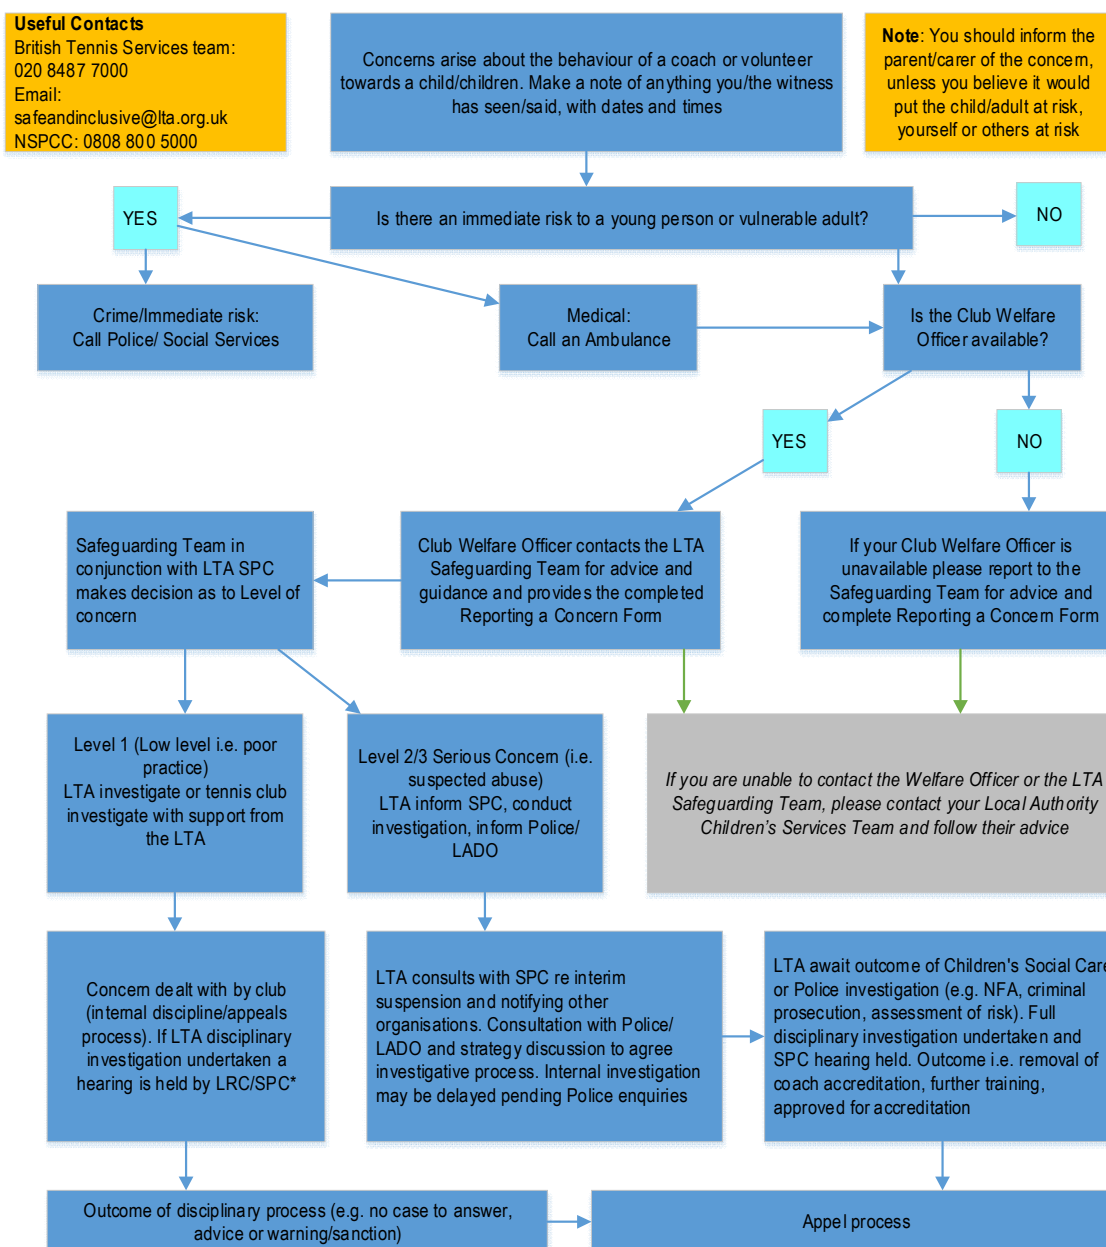 Useful Contacts
British Tennis Services team:
020 8487 7000
Email:
safeandinclusive@lta.org.uk
NSPCC: 0808 800 5000
Concerns arise about the behaviour of a coach or volunteer
towards a child/children. Make a note of anything you/the witness
has seen/said, with dates and times
Note: You should inform the
parent/carer of the concern,
unless you believe it would
put the child/adult at risk,
yourself or others at risk
YES
Is there an immediate risk to a young person or vulnerable adult?
NO
Crime/Immediate risk:
Call Police/ Social Services
Medical:
Call an Ambulance
Is the Club Welfare
Officer available?
YES
NO
Safeguarding Team in
conjunction with LTA SPC
makes decision as to Level of
concern
Club Welfare Officer contacts the LTA
Safeguarding Team for advice and
guidance and provides the completed
Reporting a Concern Form
If your Club Welfare Officer is
unavailable please report to the
Safeguarding Team for advice and
complete Reporting a Concern Form
Level 1 (Low level i.e. poor
practice)
LTA investigate or tennis club
investigate with support from
the LTA
Level 2/3 Serious Concern (i.e.
suspected abuse)
LTA inform SPC, conduct
investigation, inform Police/
LADO
If you are unable to contact the Welfare Officer or the LTA
Safeguarding Team, please contact your Local Authority
Children's Services Team and follow their advice
Concern dealt with by club
(internal discipline/appeals
process). If LTA disciplinary
investigation undertaken a
hearing is held by LRC/SPC*
LTA consults with SPC re interim
suspension and notifying other
organisations. Consultation with Police/
LADO and strategy discussion to agree
investigative process. Internal investigation
may be delayed pending Police enquiries
LTA await outcome of Children's Social Care
or Police investigation (e.g. NFA, criminal
prosecution, assessment of risk). Full
disciplinary investigation undertaken and
SPC hearing held. Outcome i.e. removal of
coach accreditation, further training,
approved for accreditation
Outcome of disciplinary process (e.g. no case to answer,
advice or warning/sanction)
Appel process